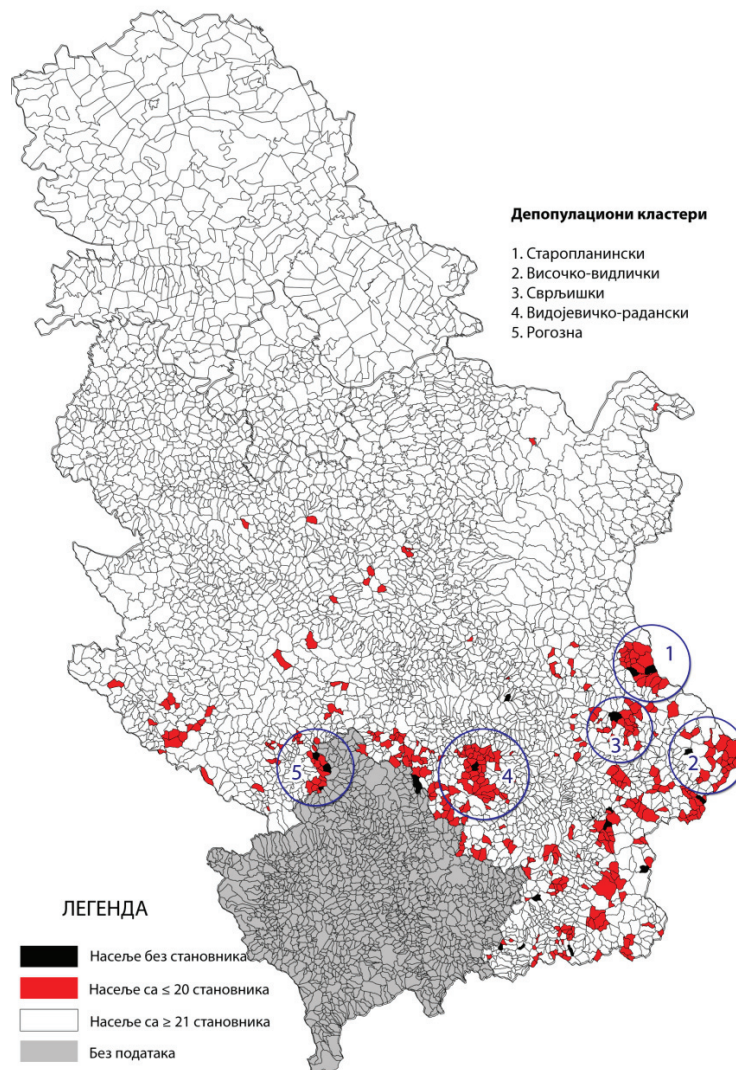 Депопулациони кластери
1. Старопланински
2. Височко-видлички
3. Сврљишки
4. Видојевичко-радански
5. Рогозна
1
3
2
5
4
ЛЕГЕНДА
Насеље без становника
Насеље са ≤ 20 становника
Насеље са ≥ 21 становника
Без података